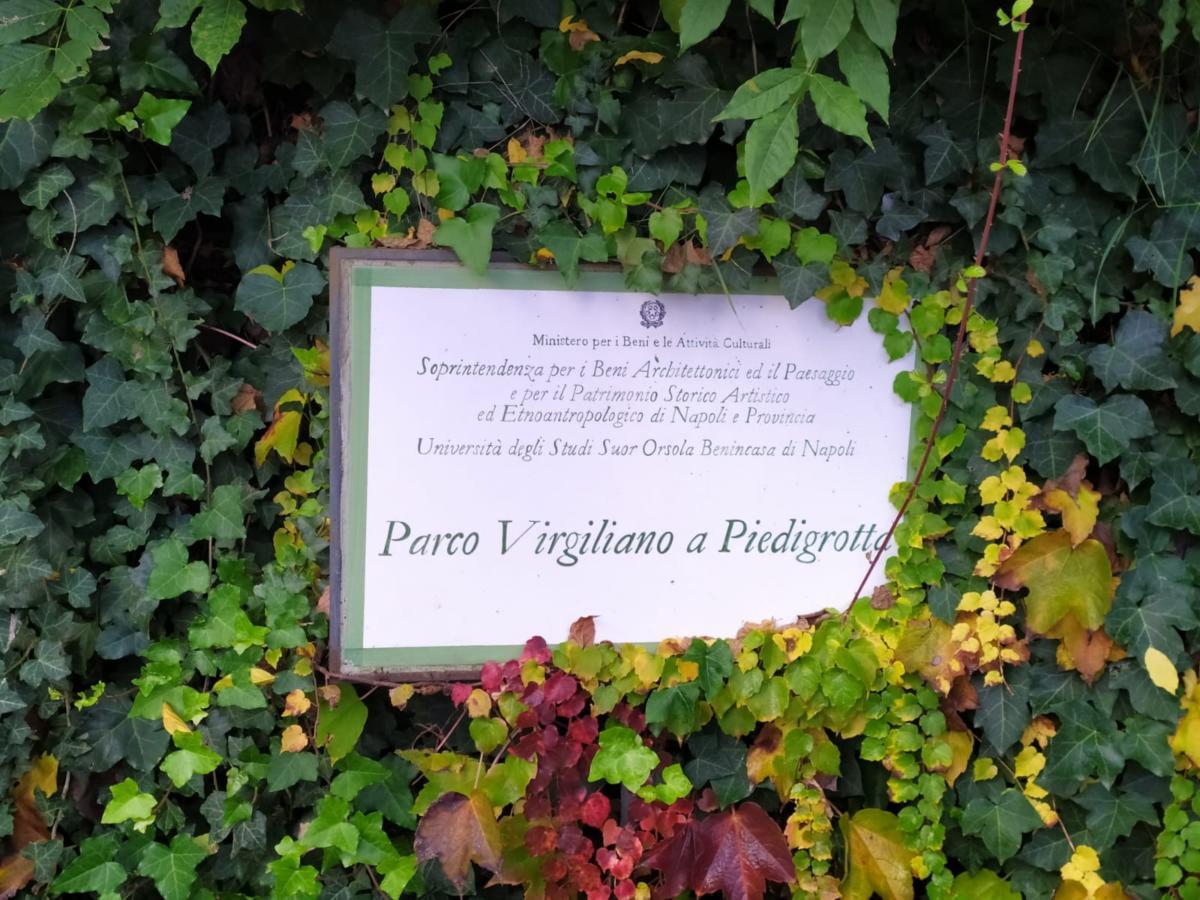 Ministero per i Beni e le Attività Culturali
Soprintendenza per i Beni Architettonici ed il Paesaggio
e per il Patrimonio Storico Artistico
ed Etnoantropologico di Napoli e Provincia
Università degli Studi Suor Orsola Benincasa di Napoli
Parco Virgiliano a Piedigrotta